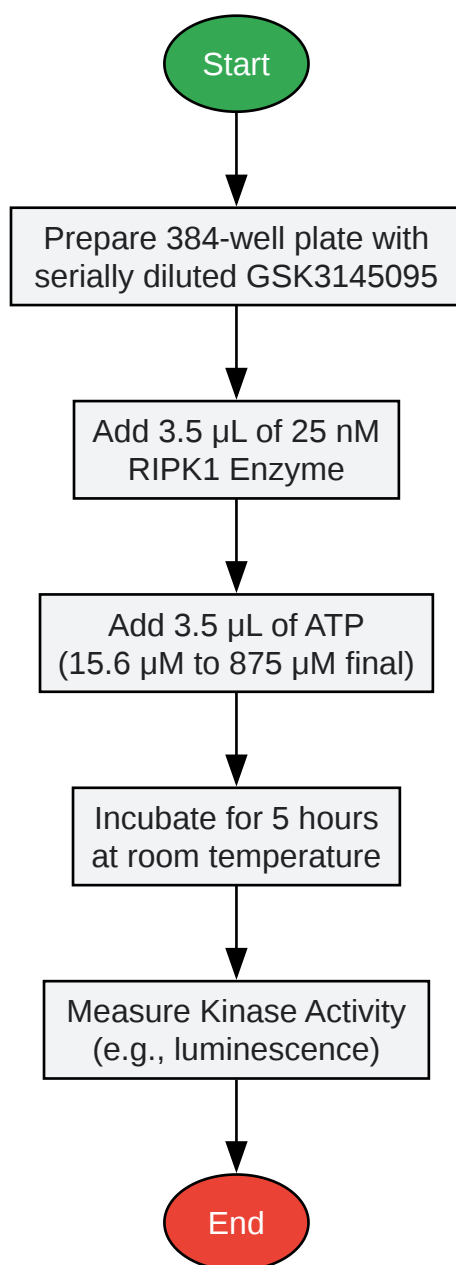 Start
Prepare 384-well plate with
serially diluted GSK3145095
Add 3.5 μL of 25 nM
RIPK1 Enzyme
Add 3.5 μL of ATP
(15.6 μM to 875 μM final)
Incubate for 5 hours
at room temperature
Measure Kinase Activity
(e.g., luminescence)
End